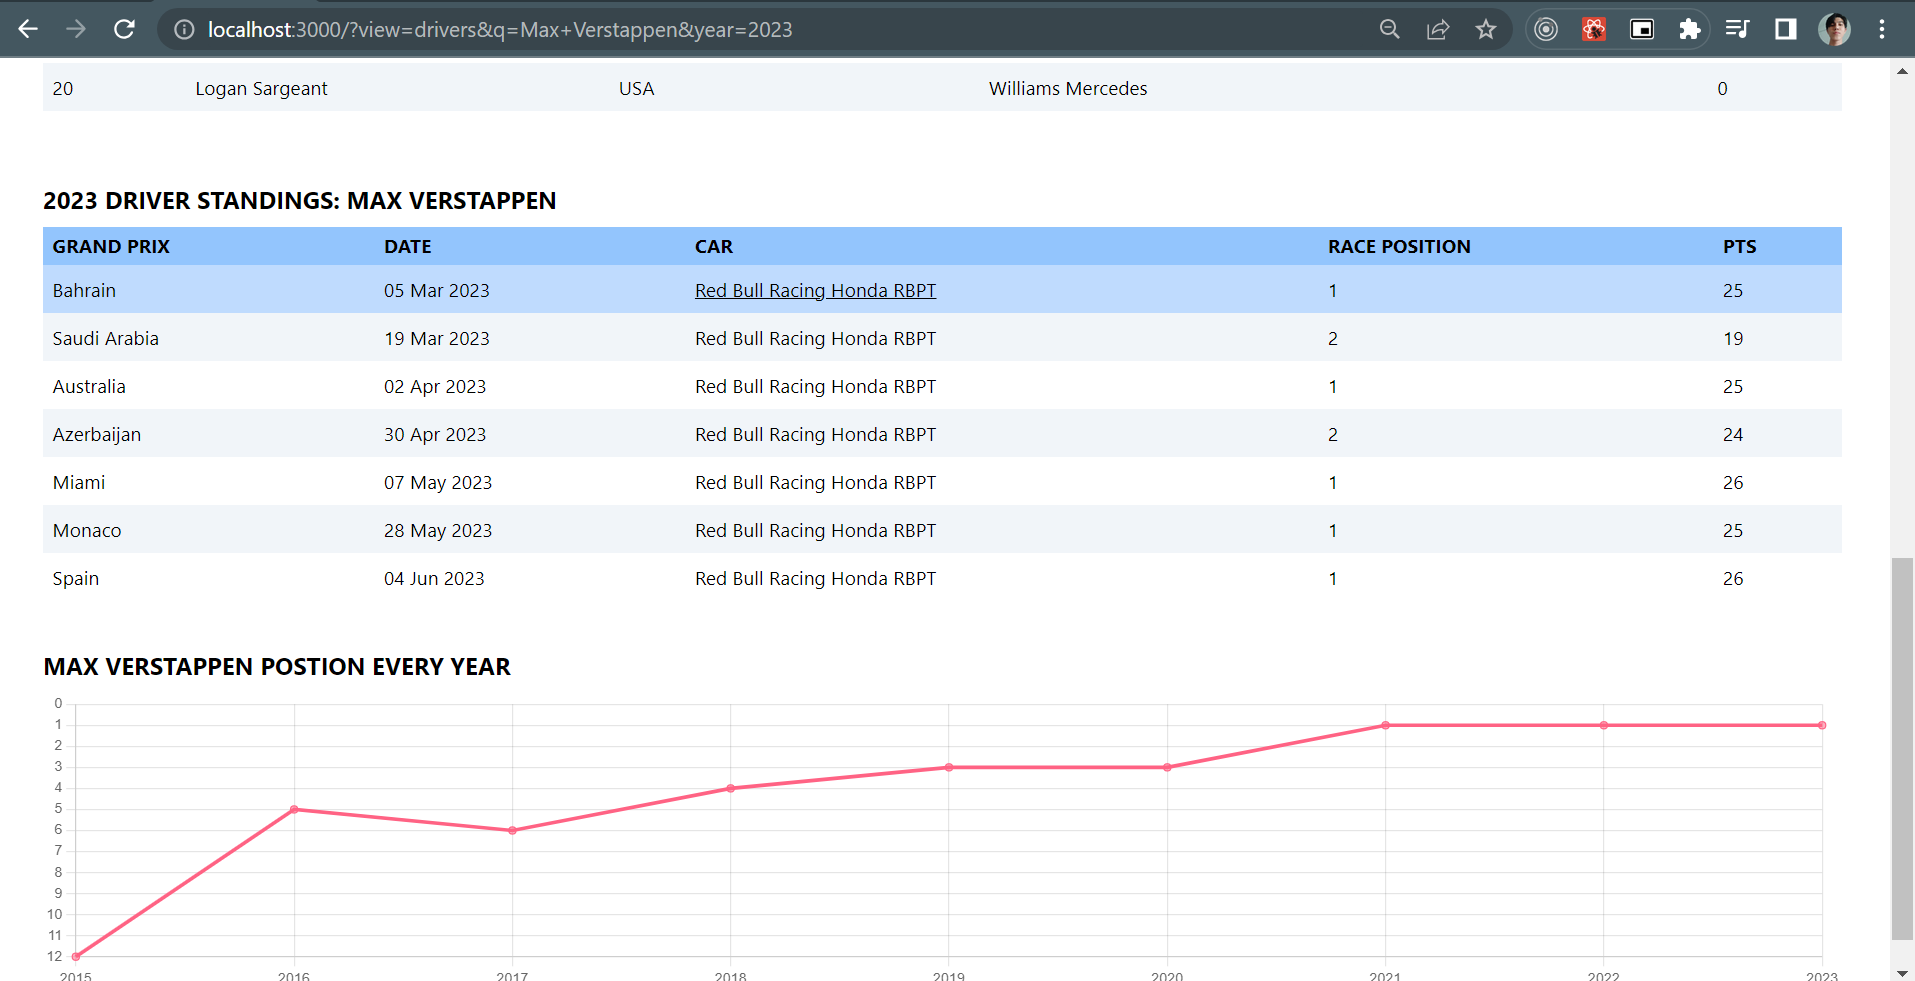 localhost:3000/?view=drivers&q=Max+Verstappen&year=2023
20 Logan Sargeant USA Williams Mercedes 0
2023 DRIVER STANDINGS: MAX VERSTAPPEN
GRAND PRIX DATE CAR RACE POSITION PTS
Bahrain 05 Mar 2023 Red Bull Racing Honda RBPT 1 25
Saudi Arabia 19 Mar 2023 Red Bull Racing Honda RBPT 2 19
Australia 02 Apr 2023 Red Bull Racing Honda RBPT 1 25
Azerbaijan 30 Apr 2023 Red Bull Racing Honda RBPT 2 24
Miami 07 May 2023 Red Bull Racing Honda RBPT 1 26
Monaco 28 May 2023 Red Bull Racing Honda RBPT 1 25
Spain 04 Jun 2023 Red Bull Racing Honda RBPT 1 26
MAX VERSTAPPEN POSTION EVERY YEAR
0
1
2
3
4
5
6
7
8
9
10
11
12
2015 2016 2017 2018 2019 2020 2021 2022 2023